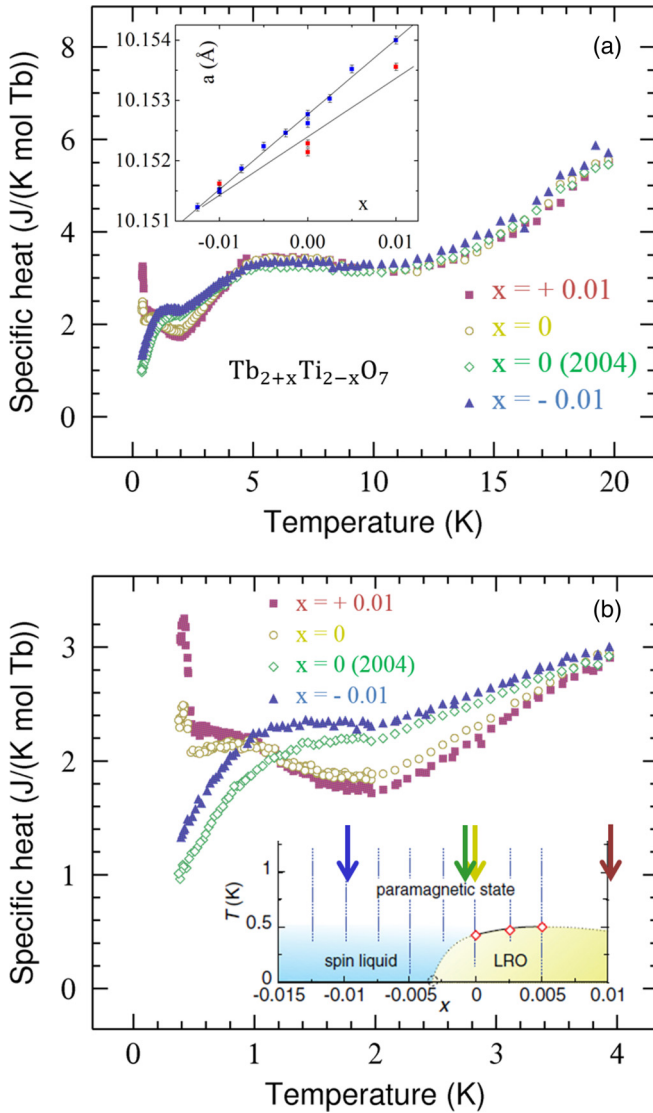 (a)
Specific heat (J/(K mol Tb))
8
6
4
2
0
a (Å)
10.154
10.153
10.152
10.151
-0.01
0.00
0.01
x
x = + 0.01
x = 0
x = 0 (2004)
x = - 0.01
Tb2+xTi2−xO7
0
5
10
15
20
Temperature (K)
(b)
Specific heat (J/(K mol Tb))
3
2
1
0
x = + 0.01
x = 0
x = 0 (2004)
x = - 0.01
T (K)
1
0.5
0
paramagnetic state
spin liquid
LRO
-0.015
-0.01
-0.005
0
0.005
0.01
x
0
1
2
3
4
Temperature (K)